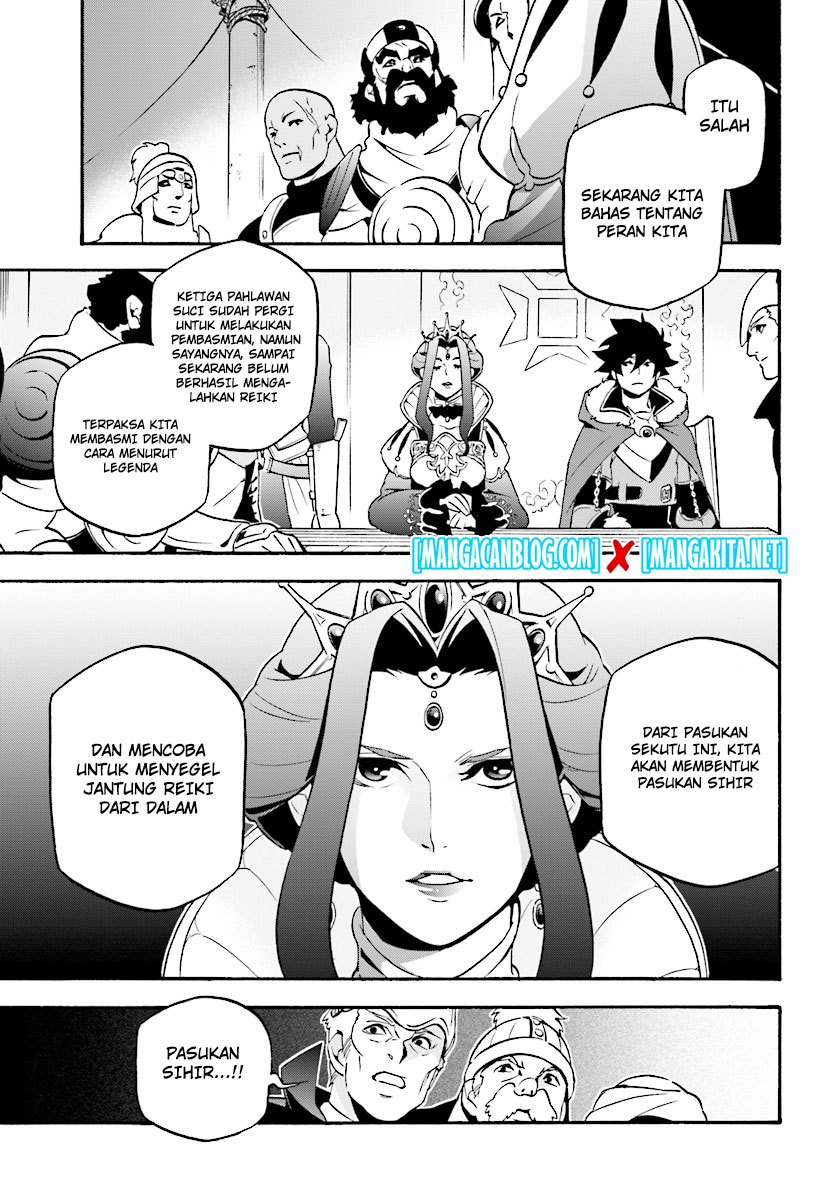 ITU
SALAH
SEKARANG KITA
BAHAS TENTANG
PERAN KITA
KETIGA PAHLAWAN
SUCI SUDAH PERGI
UNTUK MELAKUKAN
PEMBASMIAN, NAMUN
SAYANGNYA, SAMPAI
SEKARANG BELUM
BERHASIL MENGA-
LAHKAN REIKI
TERPAKSA KITA
MEMBASMI DENGAN
CARA MENURUT
LEGENDA
[MANGACANBLOG.COM] X [MANGAKITA.NET]
DARI PASUKAN
SEKUTU INI, KITA
AKAN MEMBENTUK
PASUKAN SIHIR
DAN MENCOBA
UNTUK MENYEGEL
JANTUNG REIKI
DARI DALAM
PASUKAN
SIHIR...!!